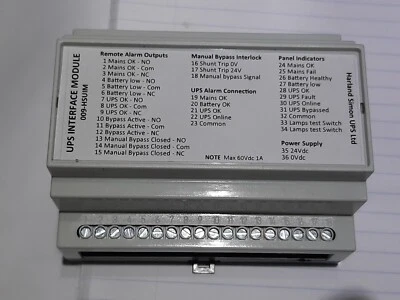 UPS INTERFACE MODULE
009-HSUIM
Remote Alarm Outputs
1 Mains OK - NO
2 Mains OK - Com
3 Mains OK - NC
4 Battery low - NO
5 Battery Low - Com
6 Battery Low - NC
7 UPS OK - NO
8 UPS OK - Com
9 UPS OK - NC
10 Bypass Active - NO
11 Bypass Active - Com
12 Bypass Active - NC
13 Manual Bypass Closed - NO
14 Manual Bypass Closed - Com
15 Manual Bypass Closed - NC
Manual Bypass Interlock
16 Shunt Trip 0V
17 Shunt Trip 24V
18 Manual bypass Signal
UPS Alarm Connection
19 Mains OK
20 Battery OK
21 UPS OK
22 UPS Online
23 Common
NOTE Max 60Vdc 1A
Panel Indicators
24 Mains OK
25 Mains Fail
26 Battery Healthy
27 Battery low
28 UPS OK
29 UPS Fault
30 UPS Online
31 UPS Bypassed
32 Common
33 Lamps test Switch
34 Lamps test Switch
Power Supply
35 24Vdc
36 0Vdc
Harland Simon UPS Ltd